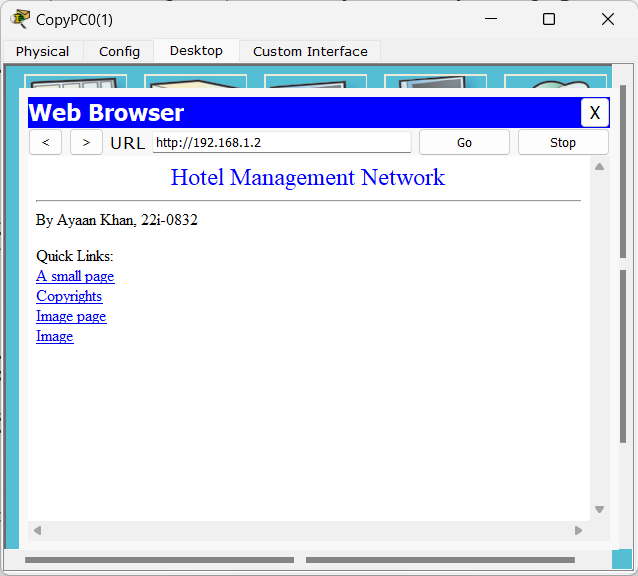 CopyPC0(1)
Physical Config Desktop Custom Interface
Web Browser X
< > URL http://192.168.1.2 Go Stop
Hotel Management Network
By Ayaan Khan, 22i-0832
Quick Links:
A small page
Copyrights
Image page
Image